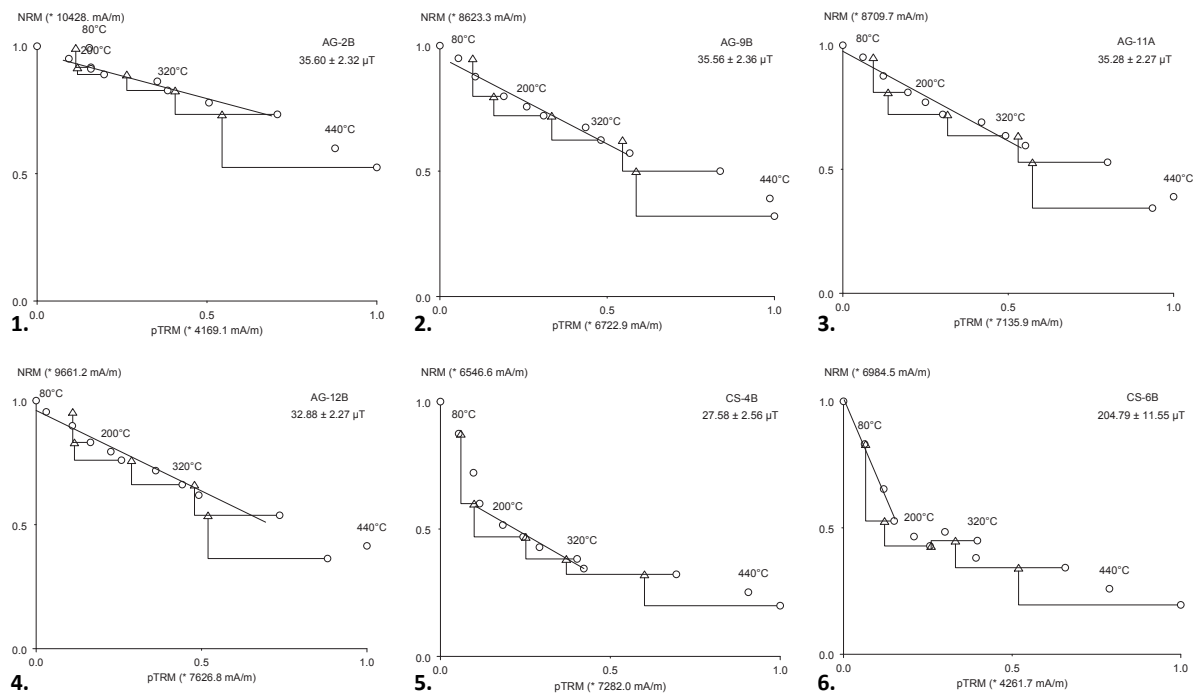 NRM (* 10428. mA/m)
80°C
200°C
320°C
440°C
AG-2B
35.60 ± 2.32 µT
1.0
0.5
0.0
0.5
1.0
pTRM (* 4169.1 mA/m)
1.
NRM (* 8623.3 mA/m)
80°C
200°C
320°C
440°C
AG-9B
35.56 ± 2.36 µT
1.0
0.5
0.0
0.0
0.5
1.0
pTRM (* 6722.9 mA/m)
2.
NRM (* 8709.7 mA/m)
80°C
200°C
320°C
440°C
AG-11A
35.28 ± 2.27 µT
1.0
0.5
0.0
0.0
0.5
1.0
pTRM (* 7135.9 mA/m)
3.
NRM (* 9661.2 mA/m)
80°C
200°C
320°C
440°C
AG-12B
32.88 ± 2.27 µT
1.0
0.5
0.0
0.0
0.5
1.0
pTRM (* 7626.8 mA/m)
4.
NRM (* 6546.6 mA/m)
80°C
200°C
320°C
440°C
CS-4B
27.58 ± 2.56 µT
1.0
0.5
0.0
0.0
0.5
1.0
pTRM (* 7282.0 mA/m)
5.
NRM (* 6984.5 mA/m)
80°C
200°C
320°C
440°C
CS-6B
204.79 ± 11.55 µT
1.0
0.5
0.0
0.0
0.5
1.0
pTRM (* 4261.7 mA/m)
6.